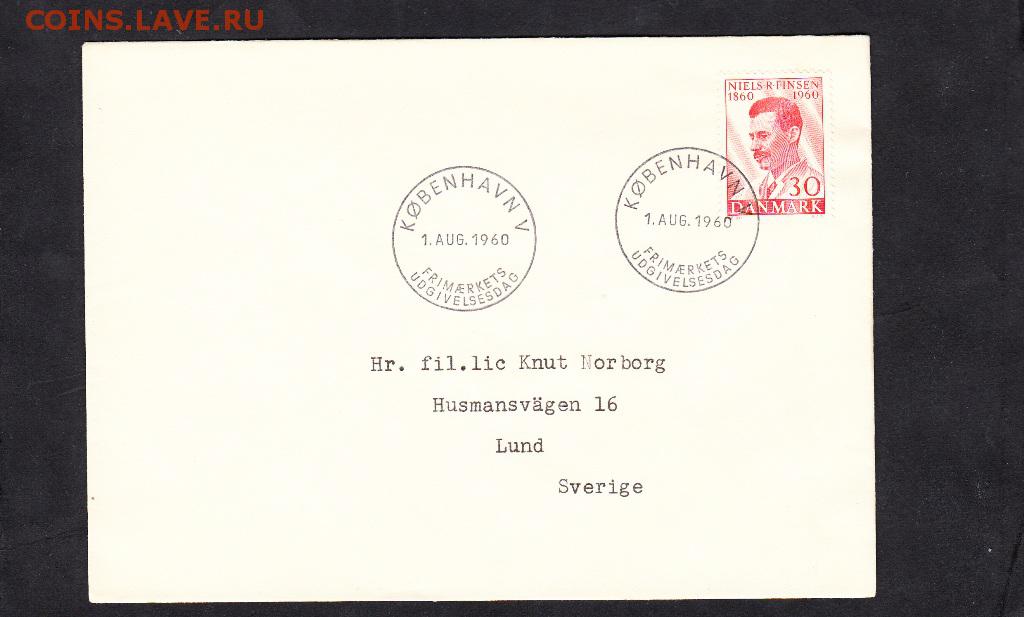 COINS.LAVE.RU
NIELS·R·FINSEN
1860 1960
30
DANMARK
KØBENHAVN V
1. AUG. 1960
FRIMÆRKETS
UDGIVELSESDAG
KØBENHAVN V
1. AUG. 1960
FRIMÆRKETS
UDGIVELSESDAG
Hr. fil.lic Knut Norborg
Husmansvägen 16
Lund
Sverige